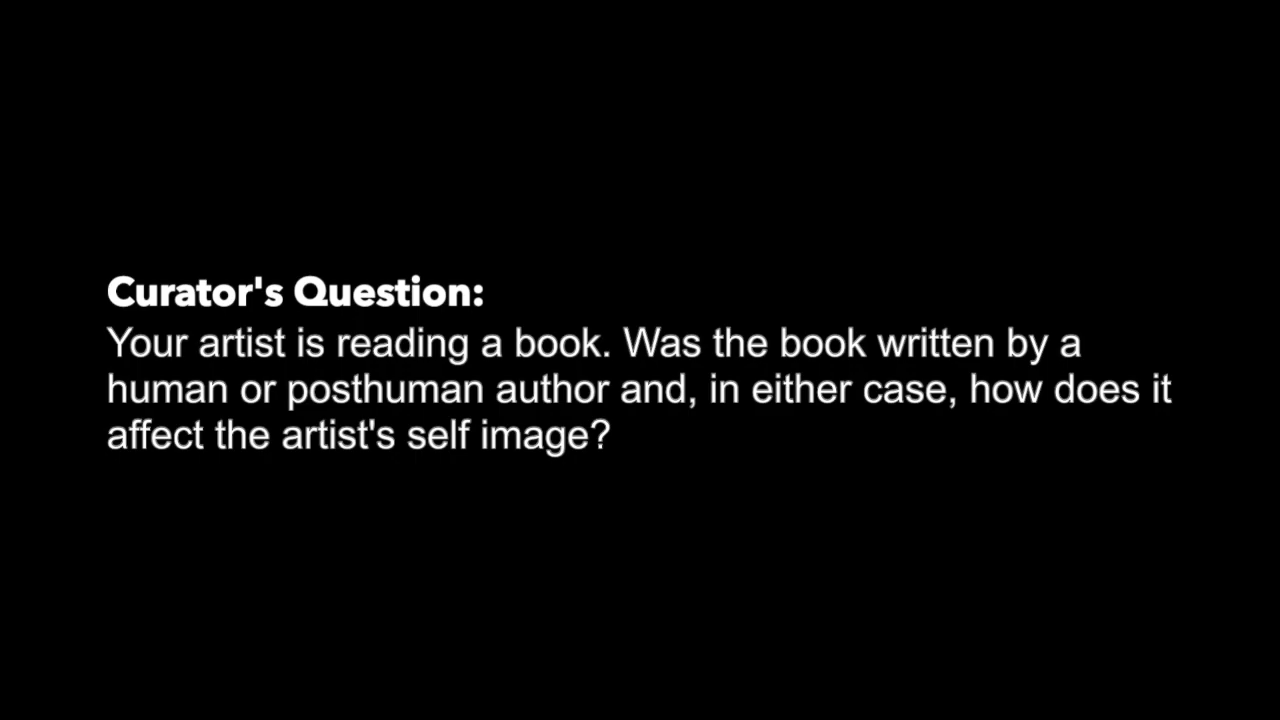 Curator's Question:
Your artist is reading a book. Was the book written by a
human or posthuman author and, in either case, how does it
affect the artist's self image?